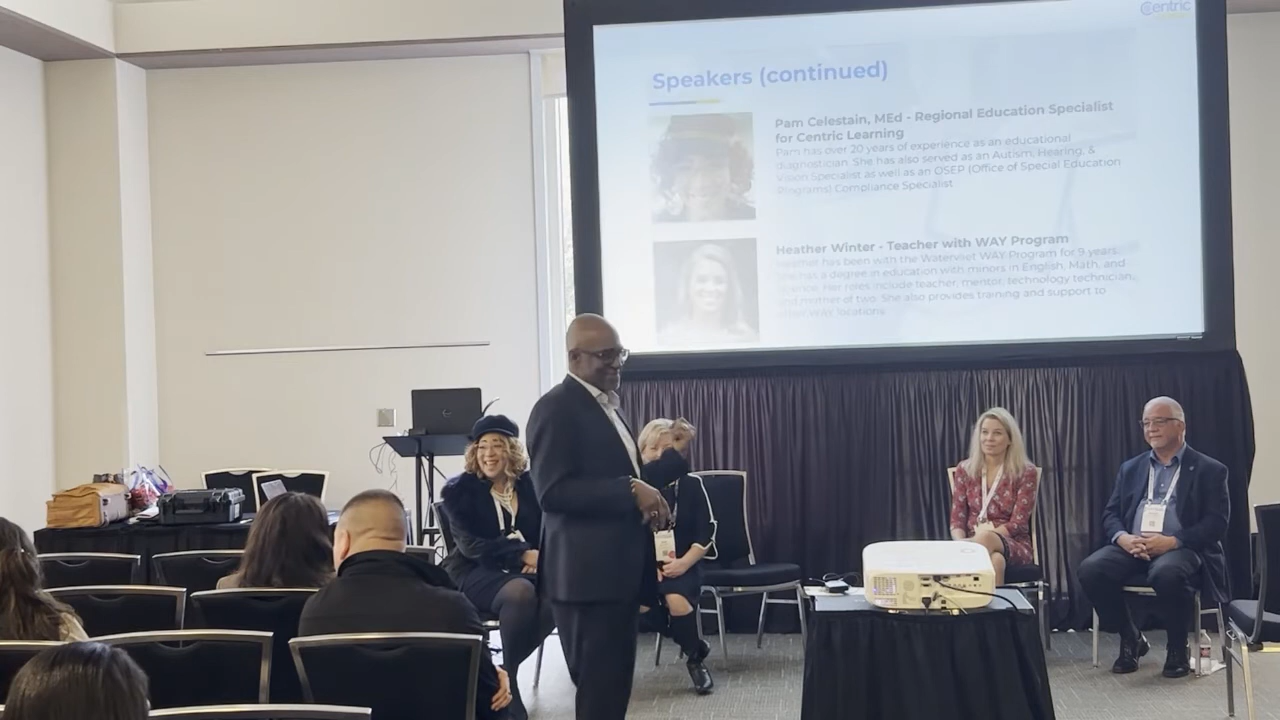 Centric
Speakers (continued)
Pam Celestain, MEd - Regional Education Specialist
for Centric Learning
Pam has over 20 years of experience as an educational
diagnostician. She has also served as an Autism, Hearing, &
Vision Specialist as well as an OSEP (Office of Special Education
Programs) Compliance Specialist
Heather Winter - Teacher with WAY Program
Heather has been with the Watervliet WAY Program for 9 years.
She has a degree in education with minors in English, Math, and
Science. Her roles include teacher, mentor, technology technician,
and mother of two. She also provides training and support to
other WAY locations